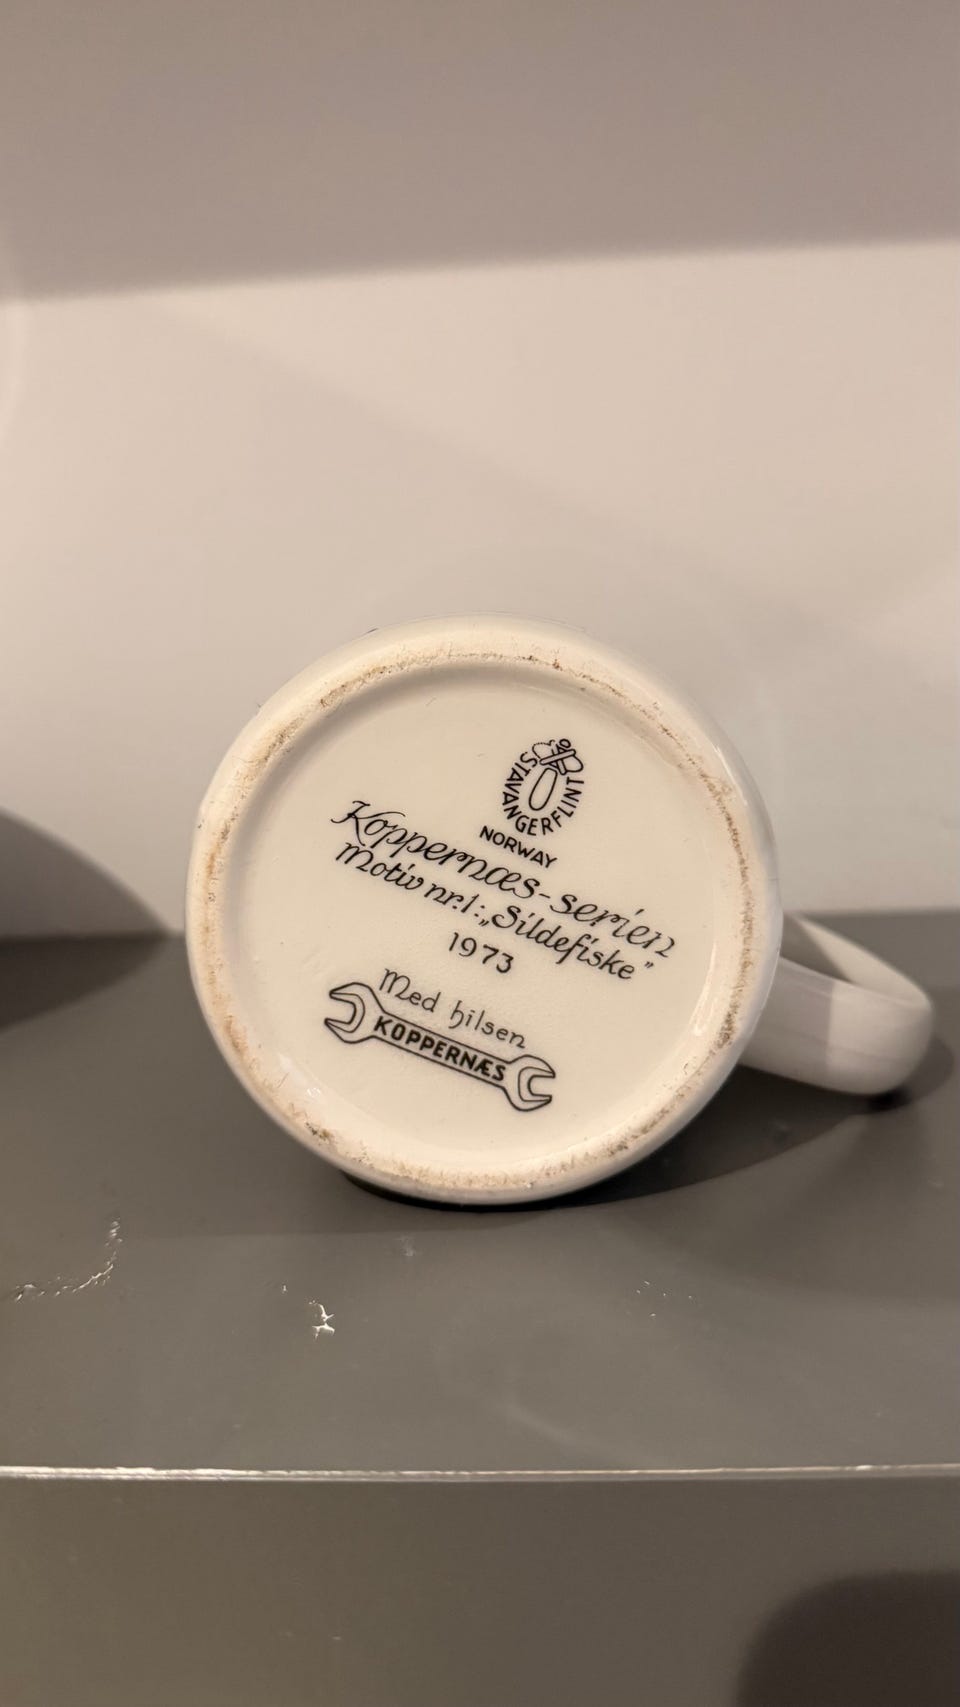 STAVANGERFLINT
NORWAY
Koppernæs-serien
Motiv nr.1: „Sildefiske”
1973
Med hilsen
KOPPERNÆS